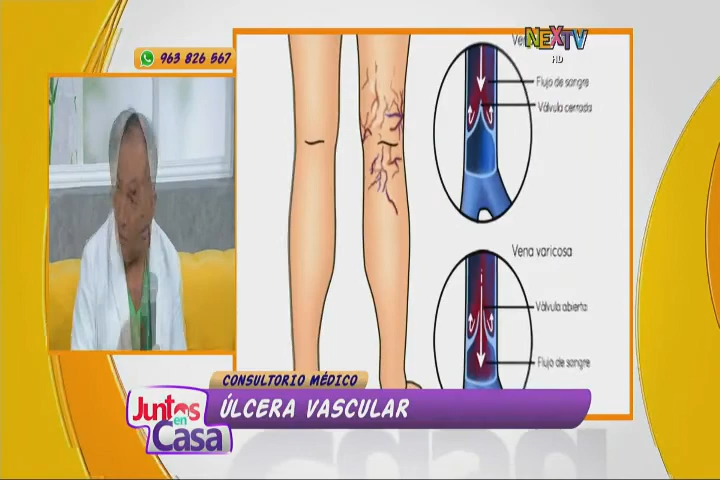 963 826 567
NEXTV
HD
Flujo de sangre
Válvula cerrada
Vena varicosa
Válvula abierta
Flujo de sangre
CONSULTORIO MÉDICO
Juntos
en
Casa
ÚLCERA VASCULAR